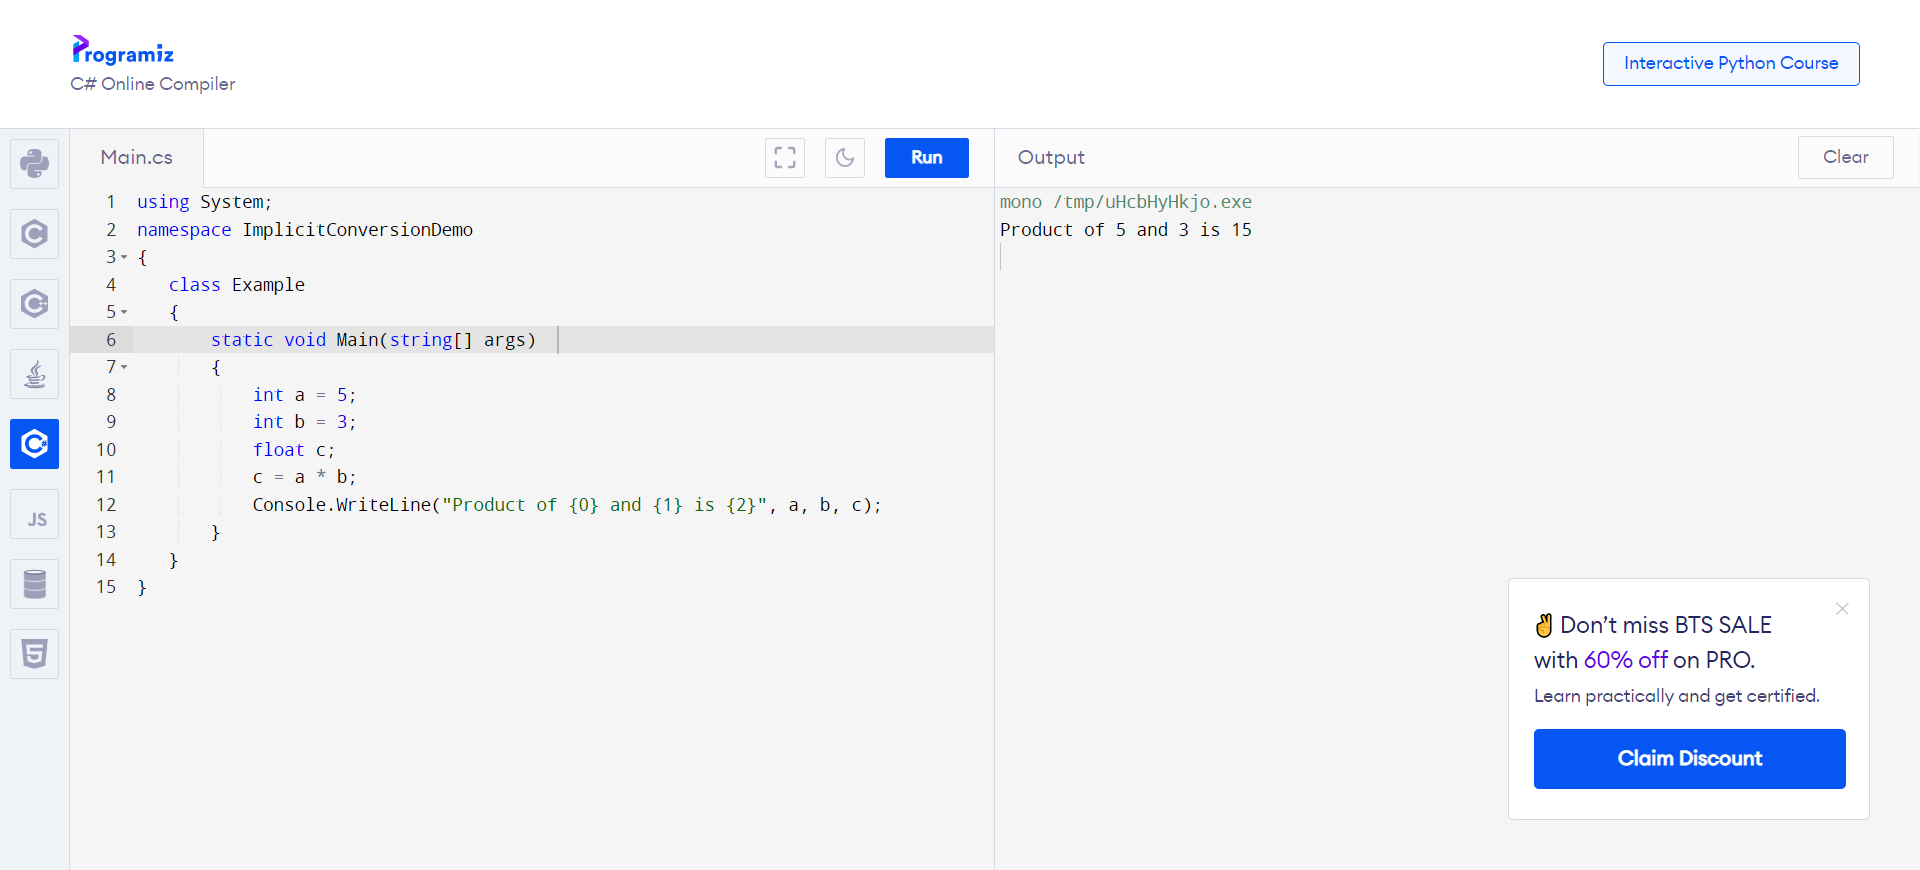 Programiz
C# Online Compiler
Interactive Python Course
Main.cs
Run
Output
Clear
1 using System;
2 namespace ImplicitConversionDemo
3 {
4 class Example
5 {
6 static void Main(string[] args)
7 {
8 int a = 5;
9 int b = 3;
10 float c;
11 c = a * b;
12 Console.WriteLine("Product of {0} and {1} is {2}", a, b, c);
13 }
14 }
15 }
JS
mono /tmp/uHcbHyHkjo.exe
Product of 5 and 3 is 15
✌️ Don’t miss BTS SALE
with 60% off on PRO.
Learn practically and get certified.
Claim Discount